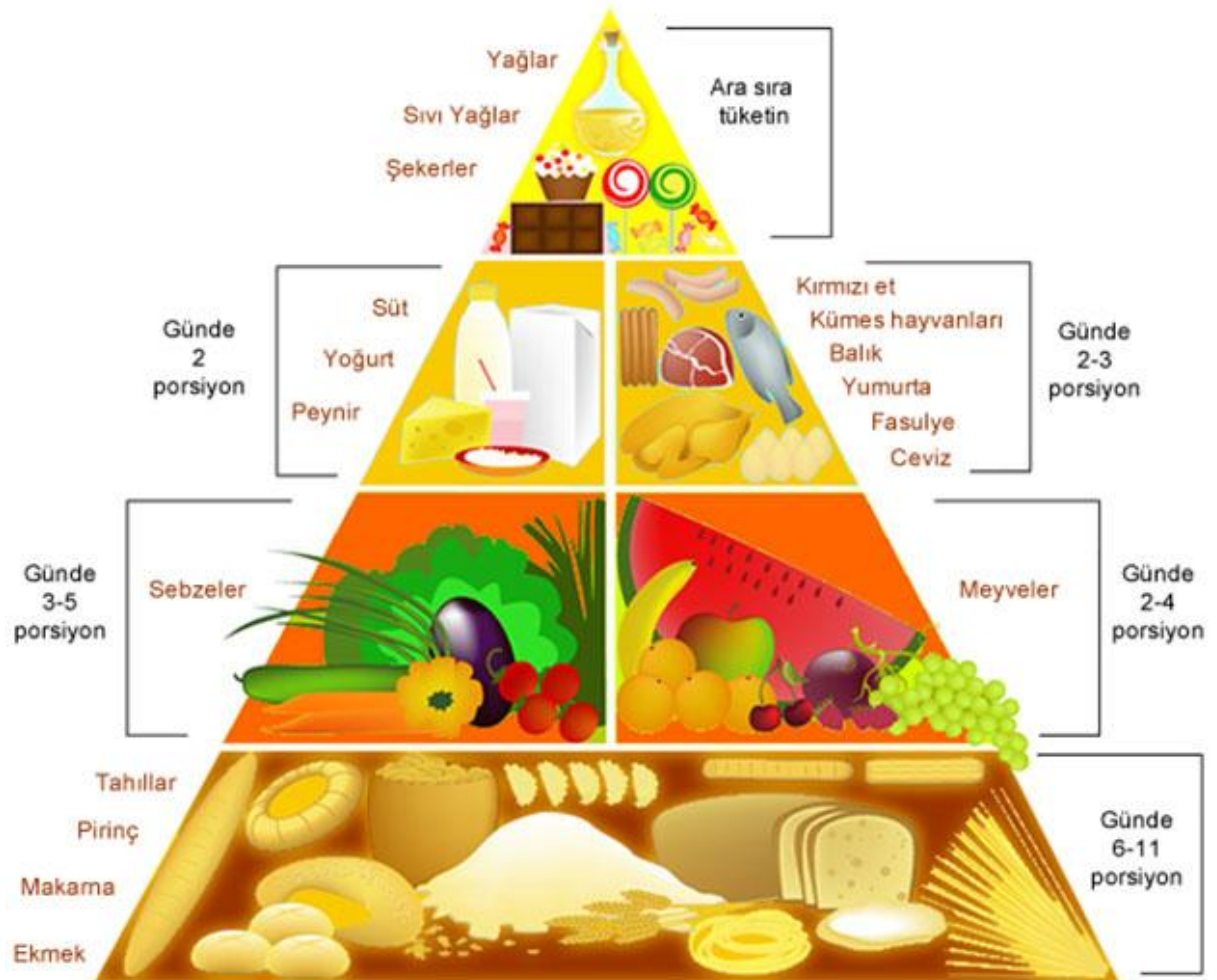 Yağlar
Sıvı Yağlar
Şekerler
Ara sıra
tüketin
Günde
2
porsiyon
Süt
Yoğurt
Peynir
Kırmızı et
Kümes hayvanları
Balık
Yumurta
Fasulye
Ceviz
Günde
2-3
porsiyon
Günde
3-5
porsiyon
Sebzeler
Meyveler
Günde
2-4
porsiyon
Tahıllar
Pirinç
Makarna
Ekmek
Günde
6-11
porsiyon